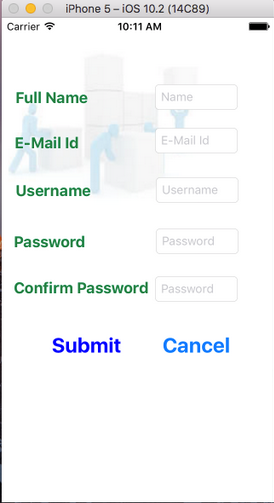 iPhone 5 – iOS 10.2 (14C89)
Carrier 10:11 AM
Full Name Name
E-Mail Id E-Mail Id
Username Username
Password Password
Confirm Password Password
Submit Cancel